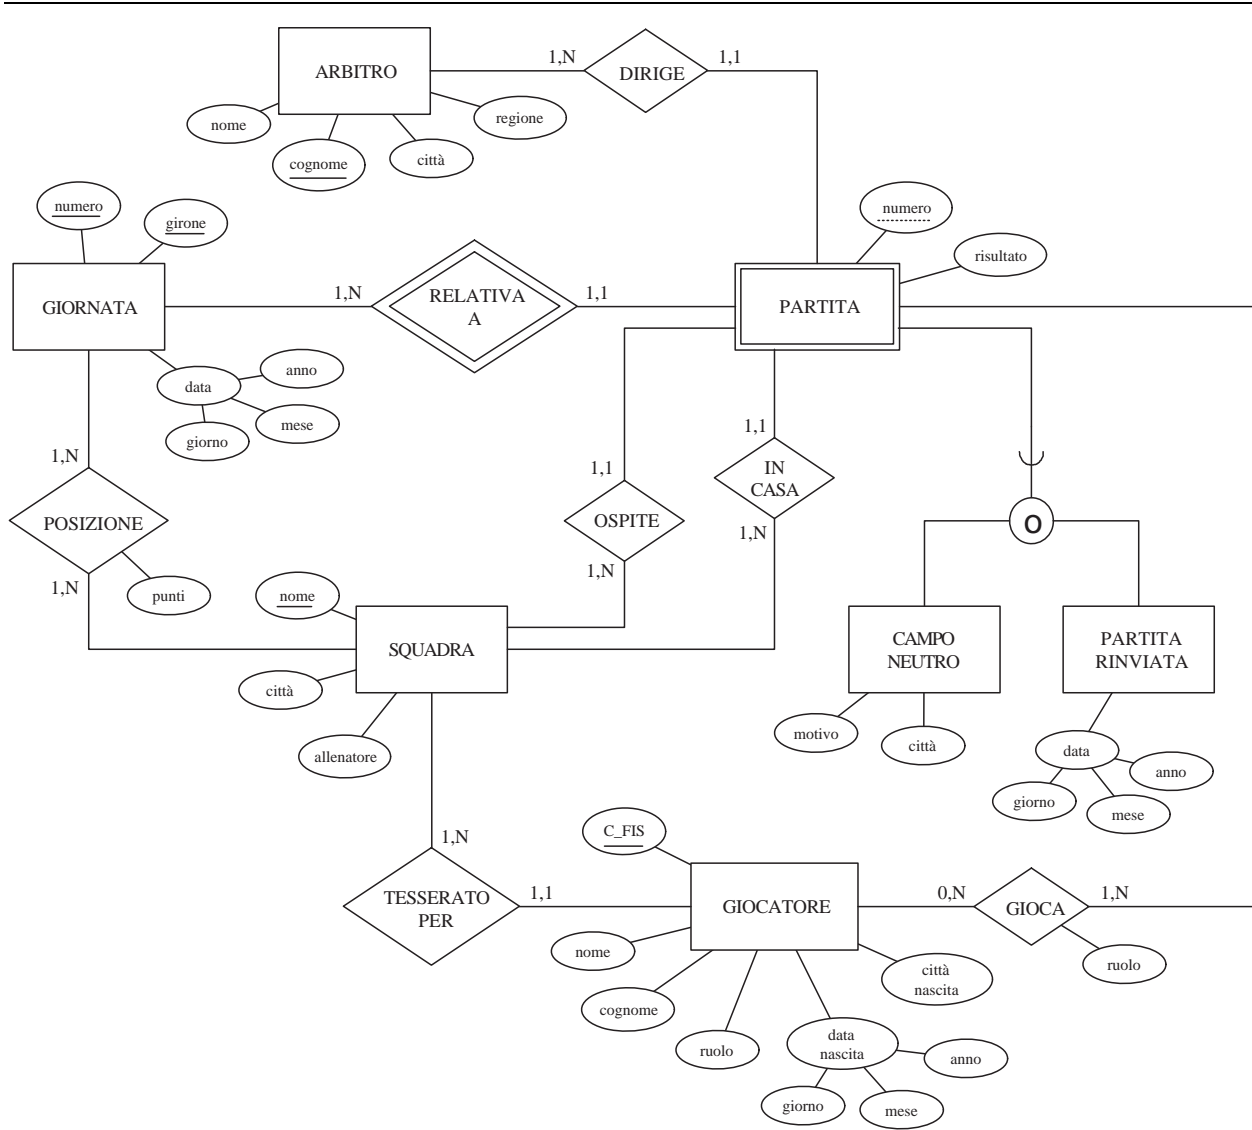 1,N
1,1
ARBITRO
DIRIGE
nome
regione
cognome
città
numero
girone
numero
risultato
GIORNATA
1,N
RELATIVA
A
1,1
PARTITA
data
anno
mese
giorno
1,N
POSIZIONE
1,N
punti
1,1
OSPITE
1,N
1,1
IN
CASA
1,N
O
nome
SQUADRA
città
allenatore
CAMPO
NEUTRO
motivo
città
PARTITA
RINVIATA
data
anno
giorno
mese
1,N
TESSERATO
PER
1,1
C_FIS
GIOCATORE
0,N
GIOCA
1,N
ruolo
nome
cognome
ruolo
città
nascita
data
nascita
anno
giorno
mese